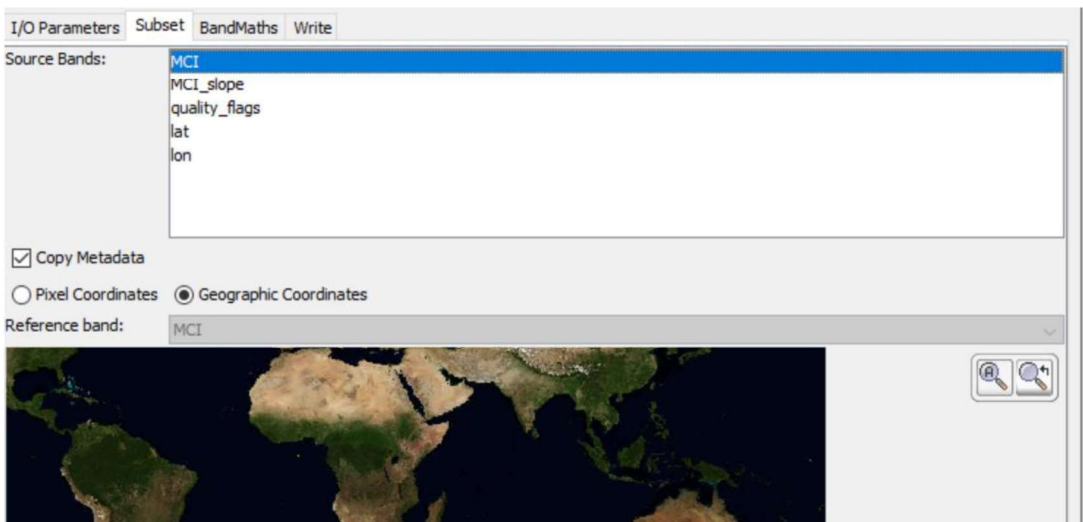 I/O Parameters Subset BandMaths Write
Source Bands: MCI
MCI_slope
quality_flags
lat
lon
Copy Metadata
Pixel Coordinates Geographic Coordinates
Reference band: MCI